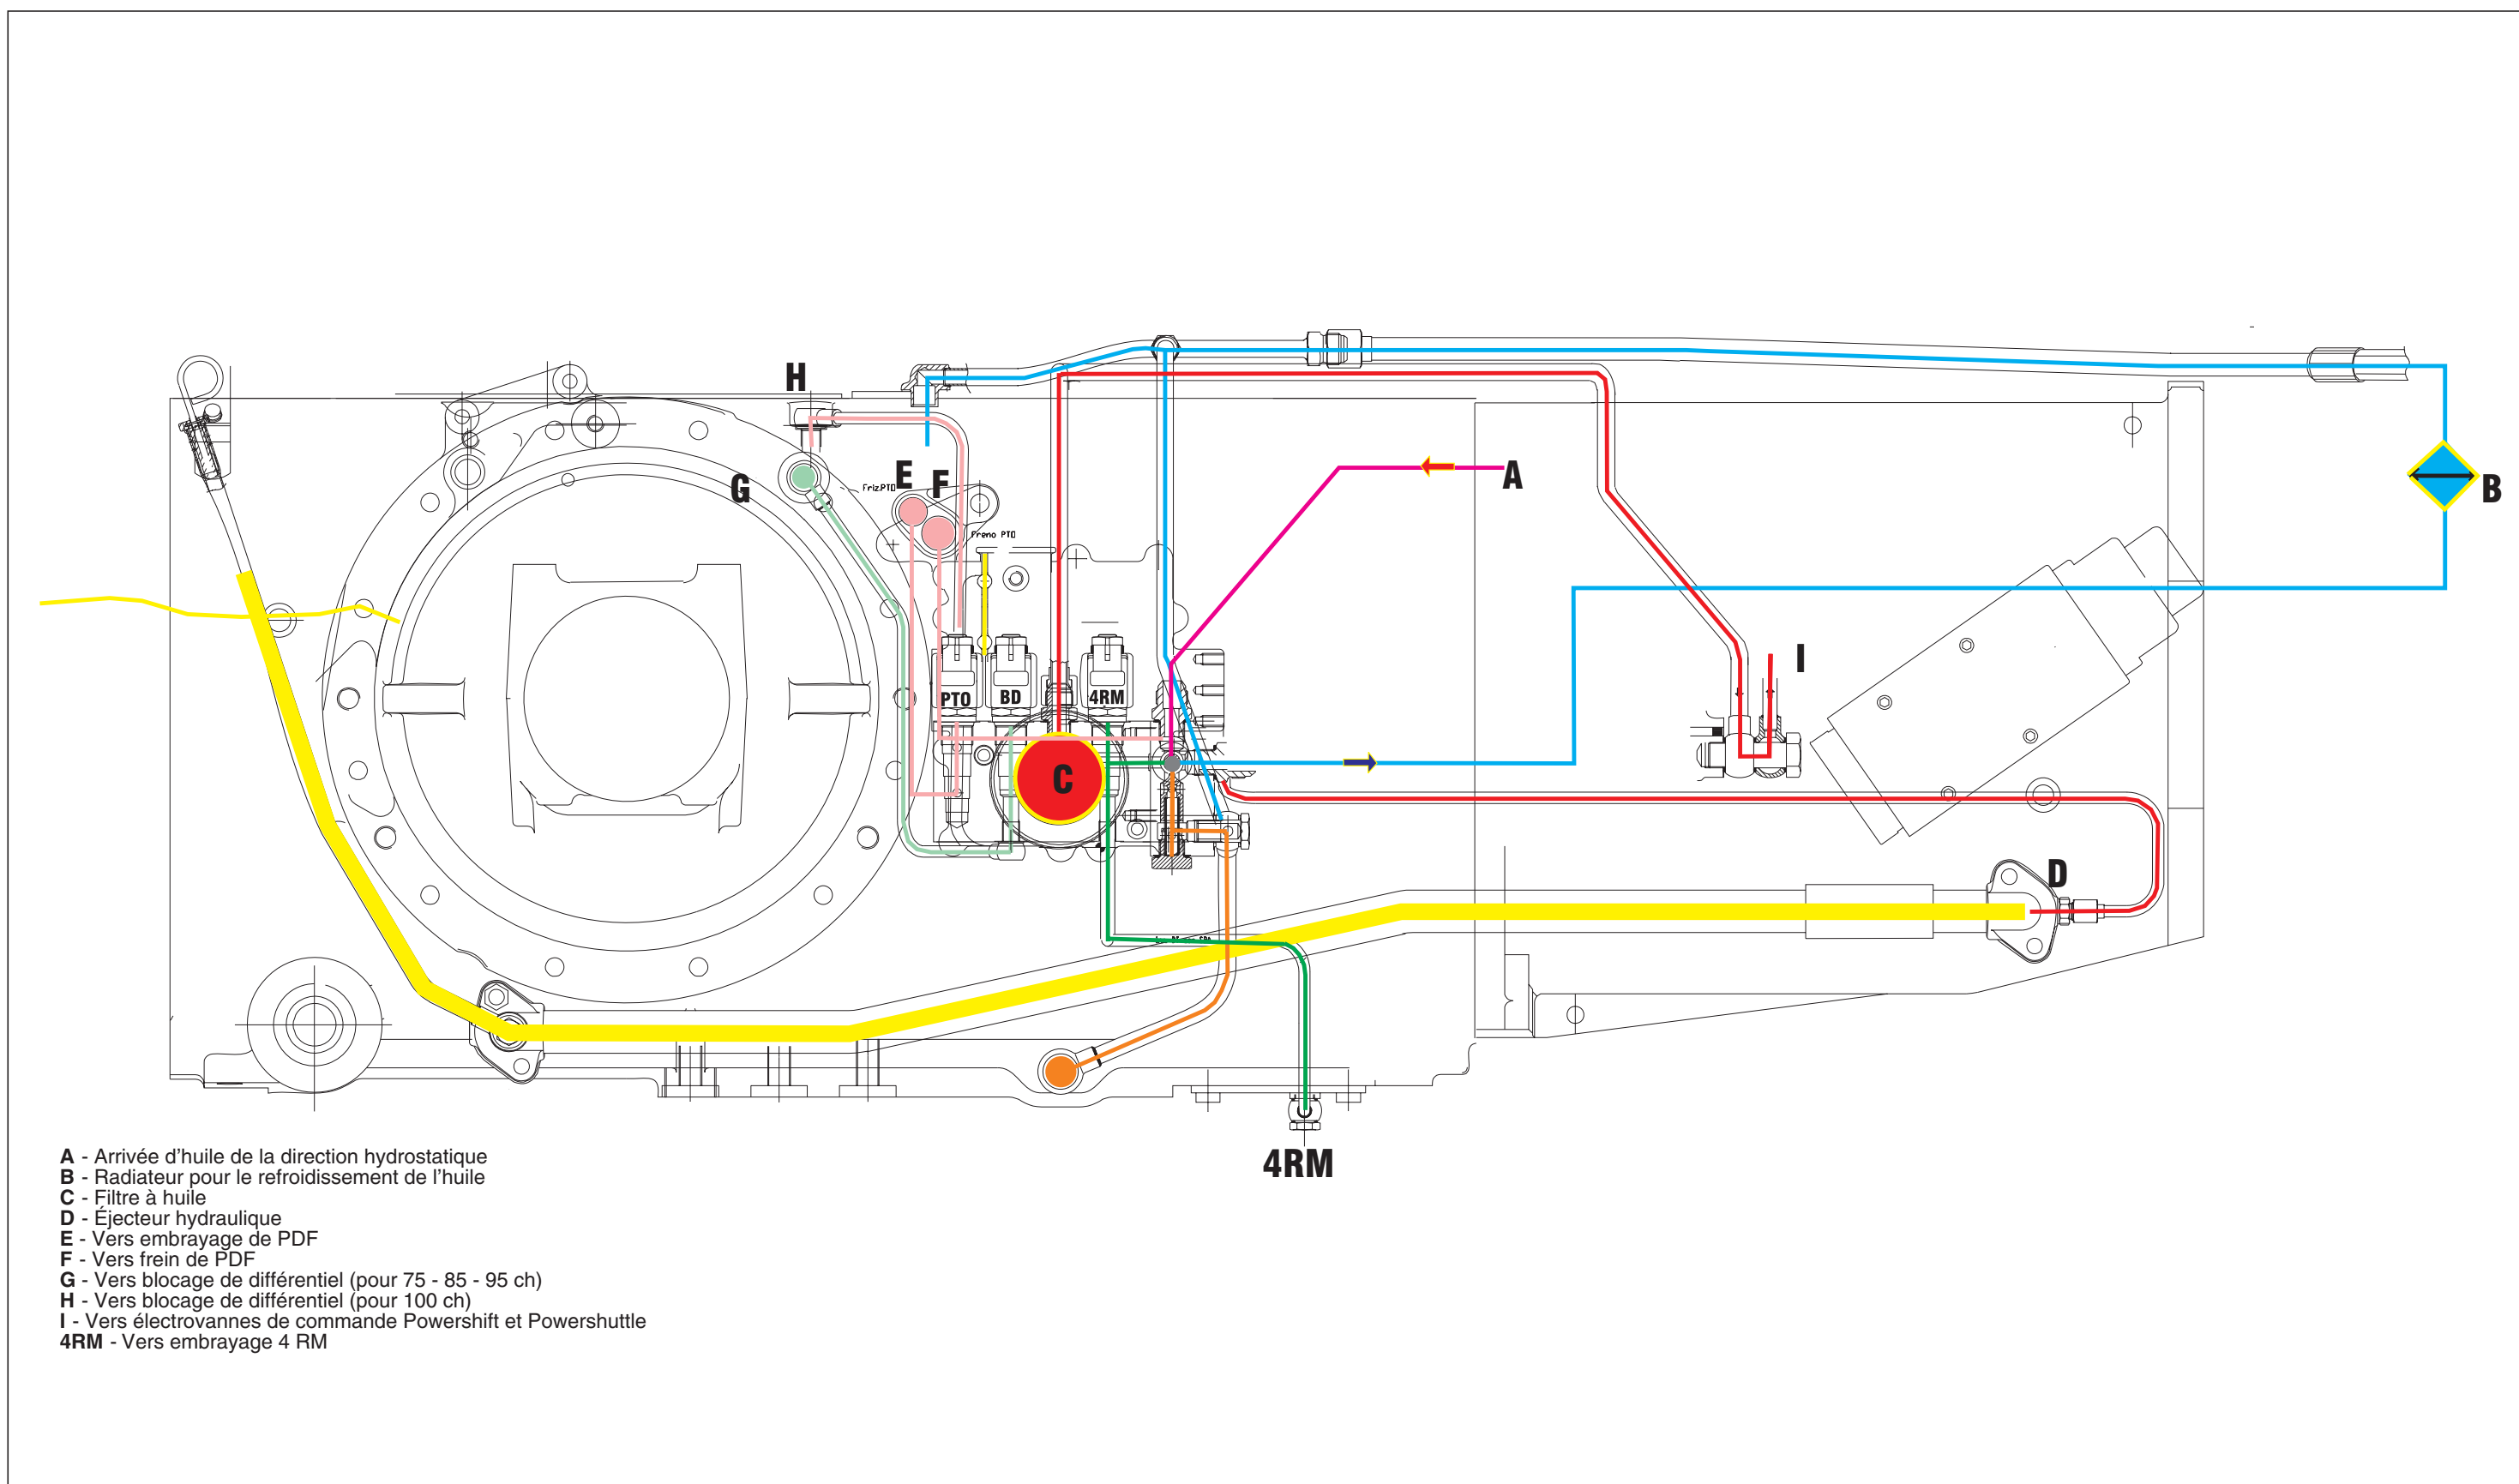 H
E
F
G
Friz.PTO
A
B
Freno PTO
I
PTO
BD
4RM
C
D
4RM
A - Arrivée d'huile de la direction hydrostatique
B - Radiateur pour le refroidissement de l'huile
C - Filtre à huile
D - Éjecteur hydraulique
E - Vers embrayage de PDF
F - Vers frein de PDF
G - Vers blocage de différentiel (pour 75 - 85 - 95 ch)
H - Vers blocage de différentiel (pour 100 ch)
I - Vers électrovannes de commande Powershift et Powershuttle
4RM - Vers embrayage 4 RM